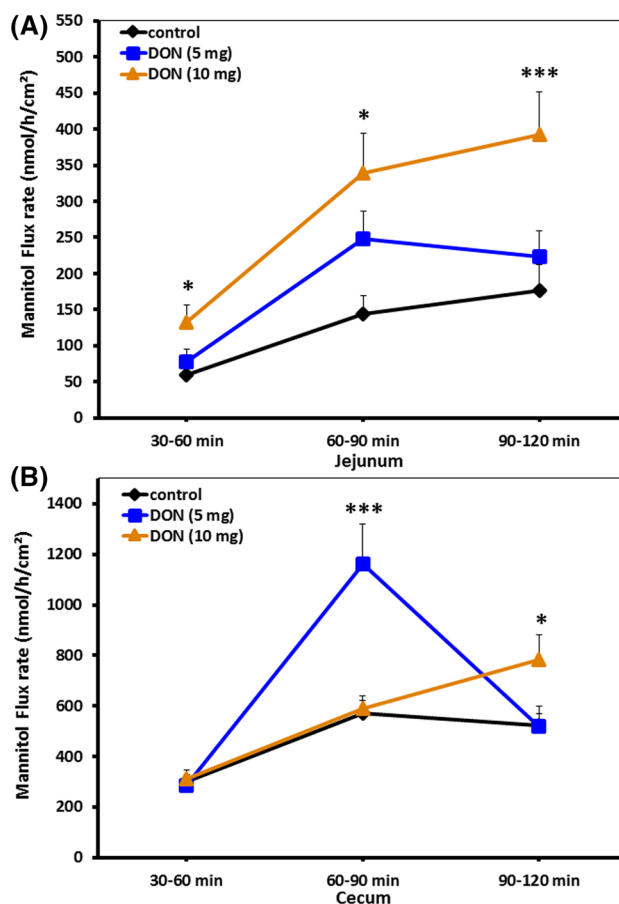 (A)
Mannitol Flux rate (nmol/h/cm²)
550
500
450
400
350
300
250
200
150
100
50
0
control
DON (5 mg)
DON (10 mg)
*
*
***
30-60 min
60-90 min
90-120 min
Jejunum
(B)
Mannitol Flux rate (nmol/h/cm²)
1400
1200
1000
800
600
400
200
0
control
DON (5 mg)
DON (10 mg)
***
*
30-60 min
60-90 min
90-120 min
Cecum